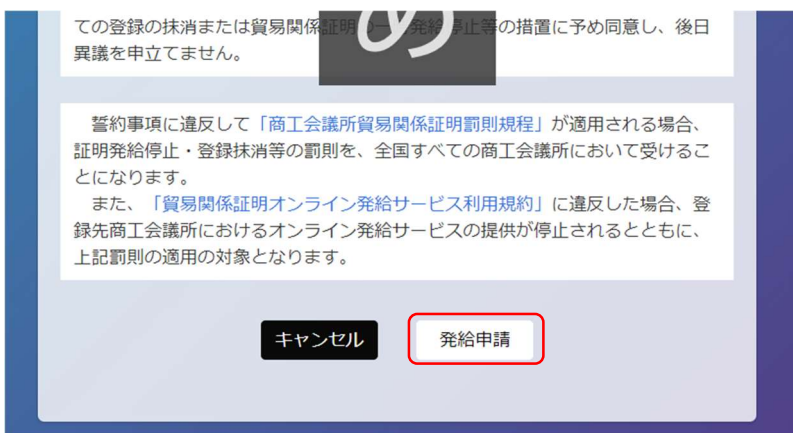 ての登録の抹消または貿易関係証明の一 発給停止等の措置に予め同意し、後日
異議を申立てません。
あ
誓約事項に違反して「商工会議所貿易関係証明罰則規程」が適用される場合、
証明発給停止・登録抹消等の罰則を、全国すべての商工会議所において受けるこ
とになります。
また、「貿易関係証明オンライン発給サービス利用規約」に違反した場合、登
録先商工会議所におけるオンライン発給サービスの提供が停止されるとともに、
上記罰則の適用の対象となります。
キャンセル
発給申請